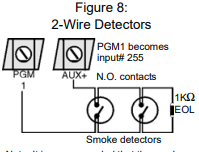 Figure 8:
2-Wire Detectors
PGM1 becomes
input# 255
PGM
1
AUX+
N.O. contacts
1KΩ
EOL
Smoke detectors